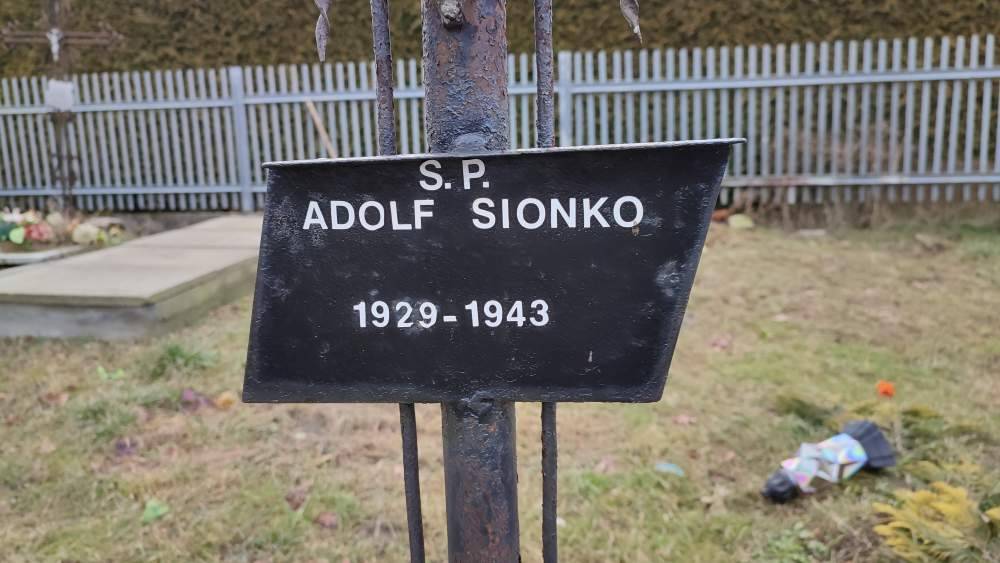 S. P.
ADOLF SIONKO
1929-1943